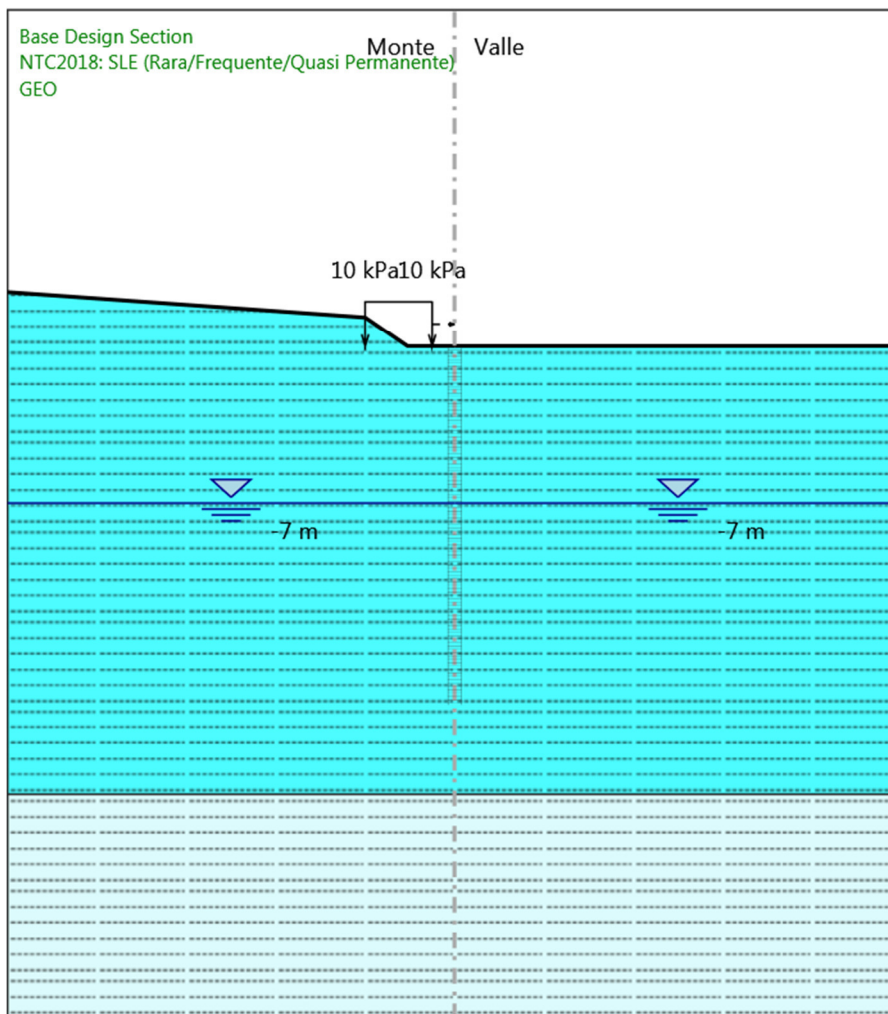 Base Design Section
NTC2018: SLE (Rara/Frequente/Quasi Permanente)
GEO
Monte Valle
10 kPa10 kPa
-7 m -7 m